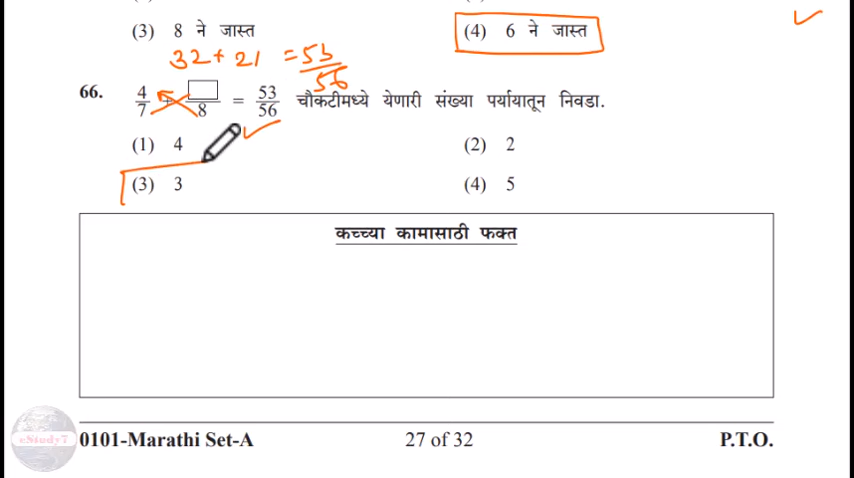 (3) 8 ने जास्त (4) 6 ने जास्त
32 + 21 = 53/56
66. 4/7 + □/8 = 53/56 चौकटीमध्ये येणारी संख्या पर्यायातून निवडा.
(1) 4 (2) 2
(3) 3 (4) 5
कच्च्या कामासाठी फक्त
eStudy7
0101-Marathi Set-A 27 of 32 P.T.O.